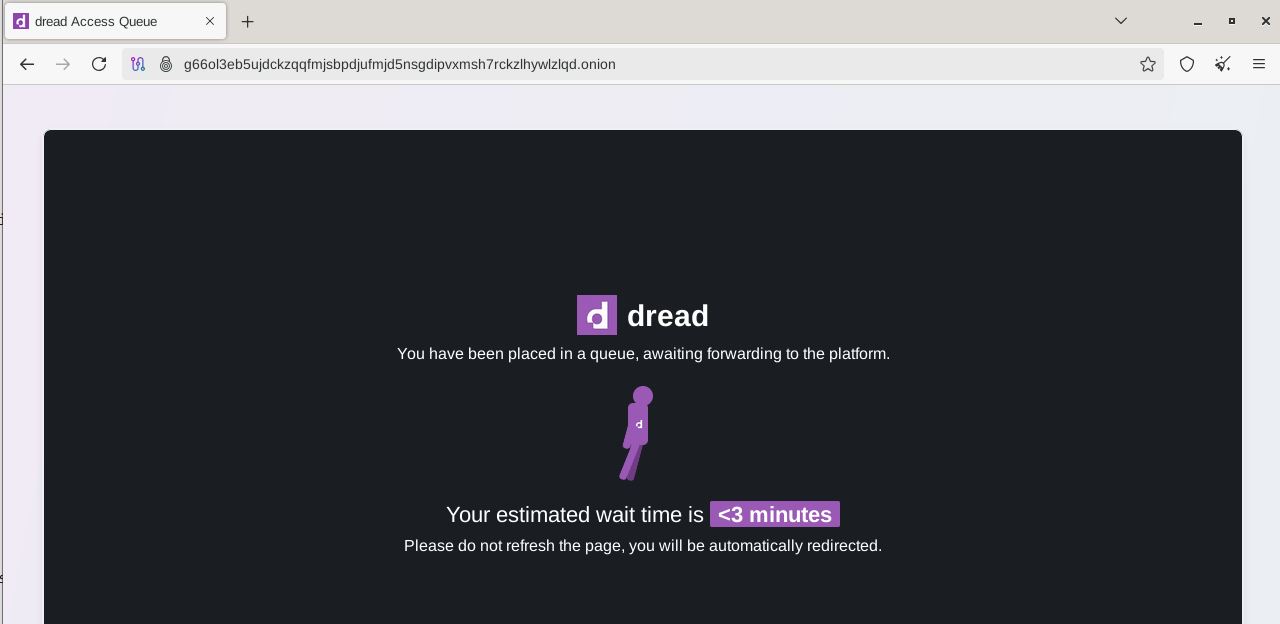 dread Access Queue
g66ol3eb5ujdckzqqfmjsbpdjufmjd5nsgdipvxmsh7rckzlhywlzlqd.onion
d dread
You have been placed in a queue, awaiting forwarding to the platform.
d
Your estimated wait time is <3 minutes
Please do not refresh the page, you will be automatically redirected.